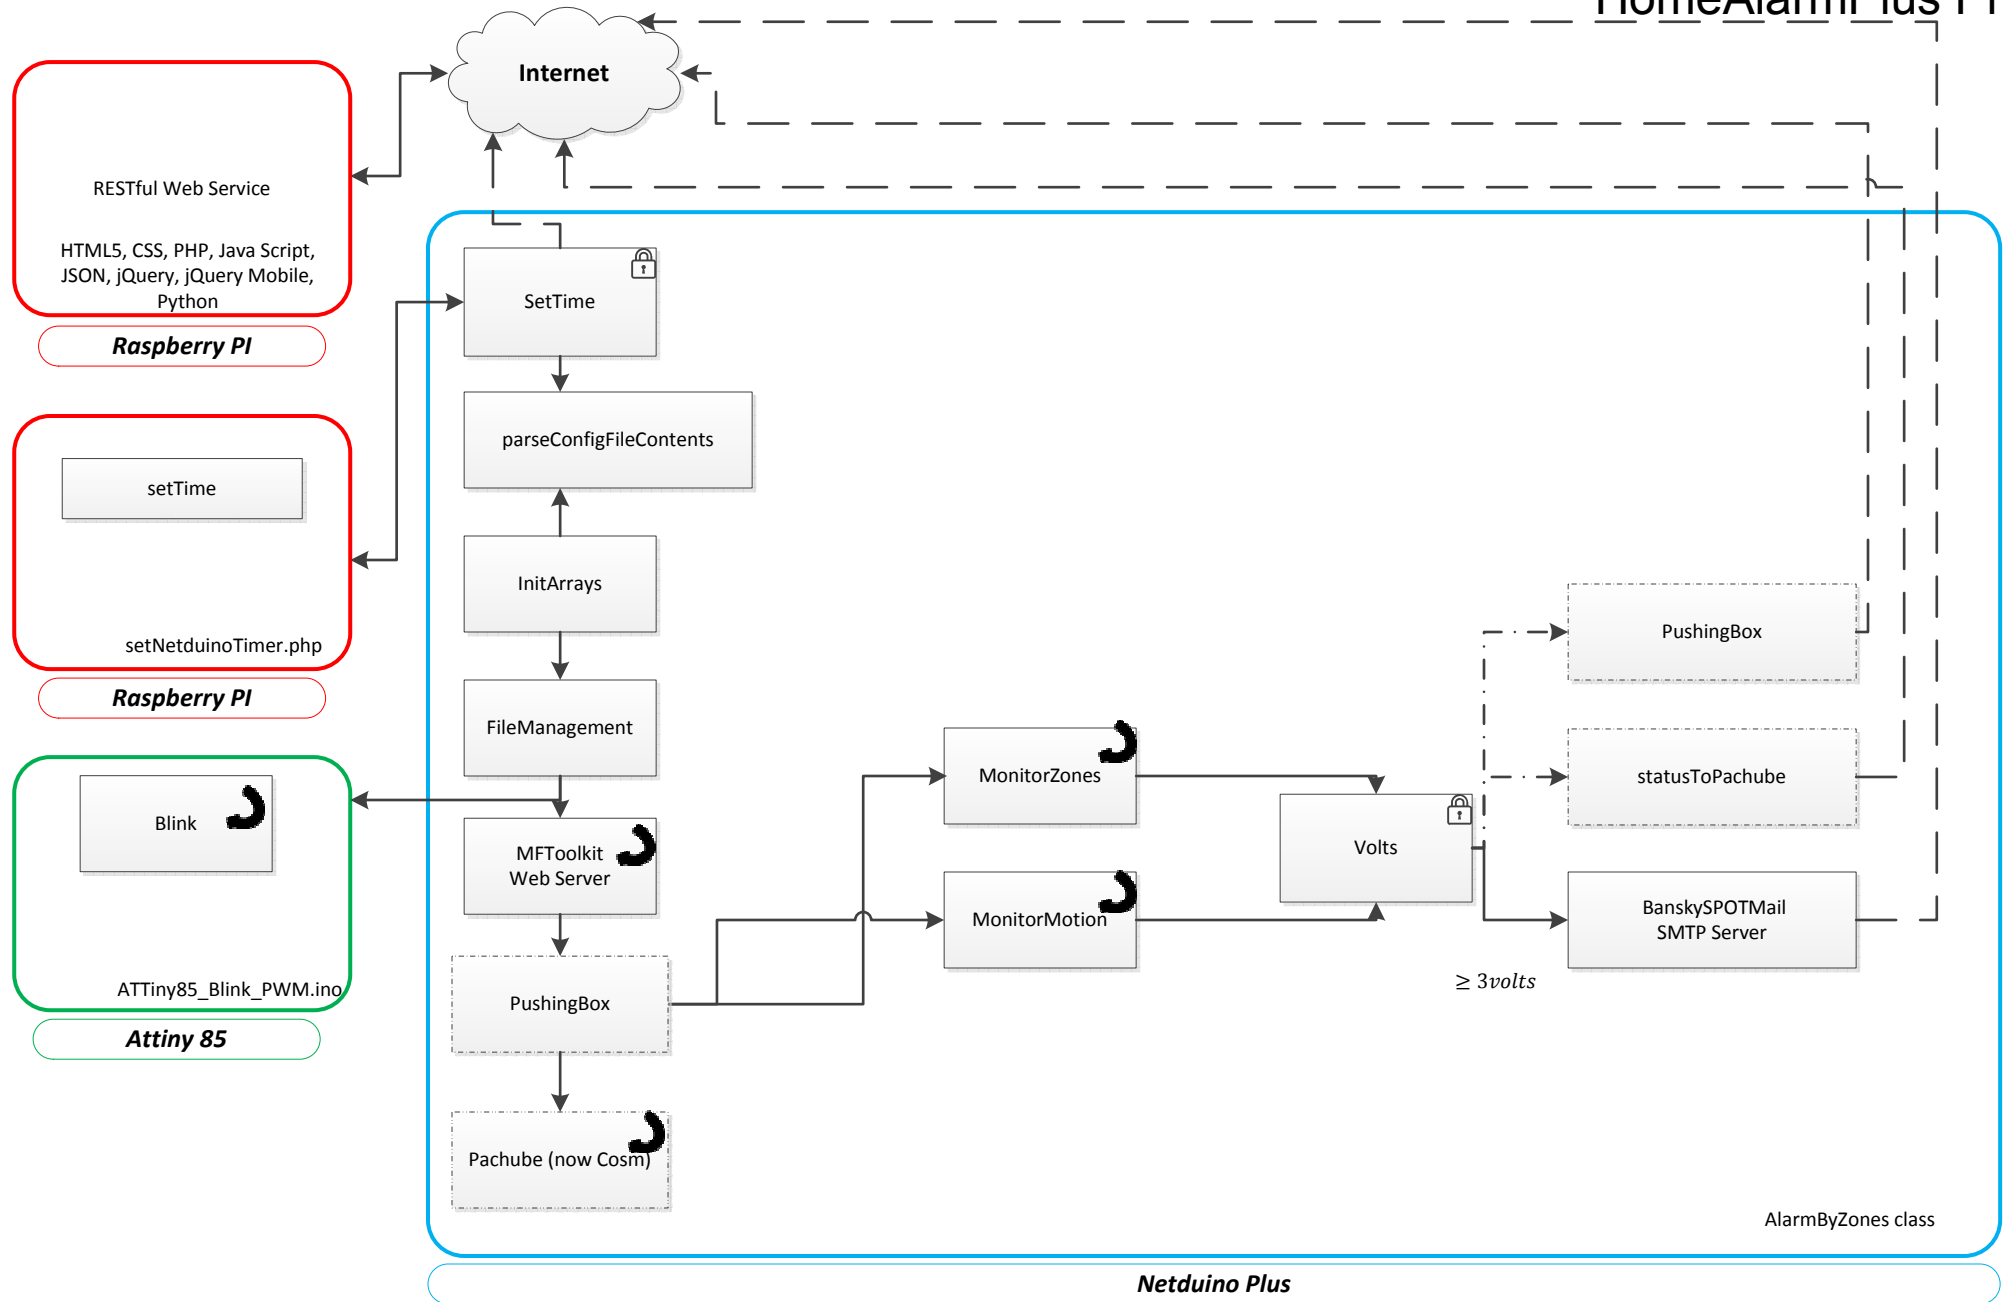 HomeAlarmPlus
Internet
RESTful Web Service
HTML5, CSS, PHP, Java Script,
JSON, jQuery, jQuery Mobile,
Python
Raspberry PI
SetTime
parseConfigFileContents
setTime
setNetduinoTimer.php
Raspberry PI
InitArrays
FileManagement
Blink
ATTiny85_Blink_PWM.ino
Attiny 85
MFToolkit
Web Server
PushingBox
Pachube (now Cosm)
MonitorZones
MonitorMotion
Volts
≥ 3volts
PushingBox
statusToPachube
BanskySPOTMail
SMTP Server
AlarmByZones class
Netduino Plus